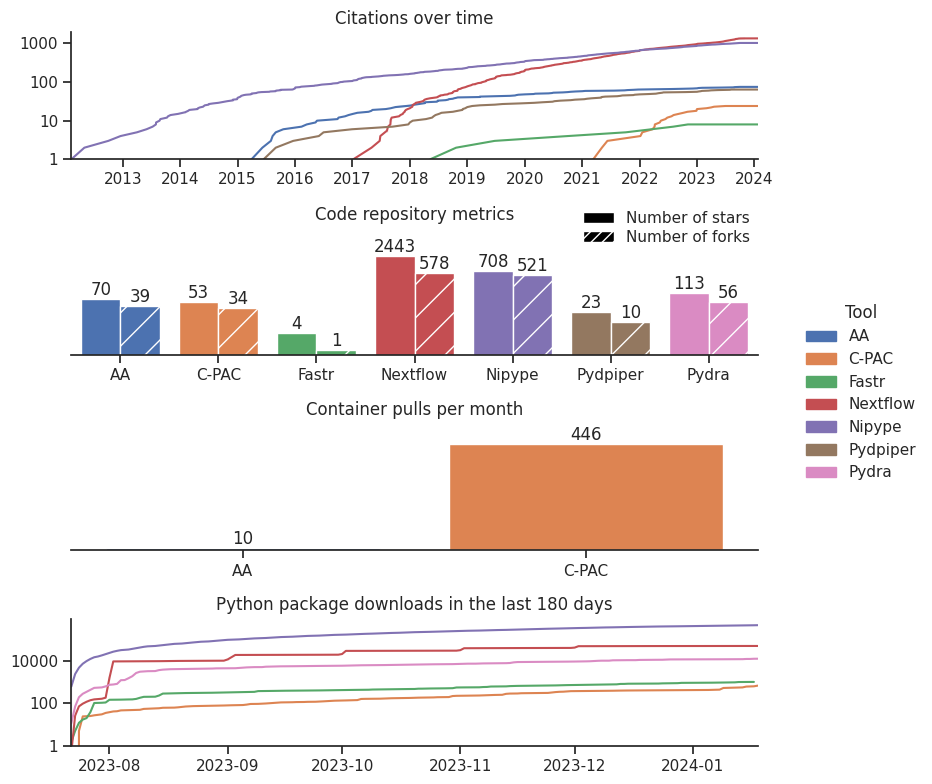 Citations over time
1000
100
10
1
2013 2014 2015 2016 2017 2018 2019 2020 2021 2022 2023 2024
Code repository metrics
Number of stars
Number of forks
70 39 53 34 4 1 2443 578 708 521 23 10 113 56
AA C-PAC Fastr Nextflow Nipype Pydpiper Pydra
Container pulls per month
10 446
AA C-PAC
Python package downloads in the last 180 days
10000
100
1
2023-08 2023-09 2023-10 2023-11 2023-12 2024-01
Tool
AA
C-PAC
Fastr
Nextflow
Nipype
Pydpiper
Pydra